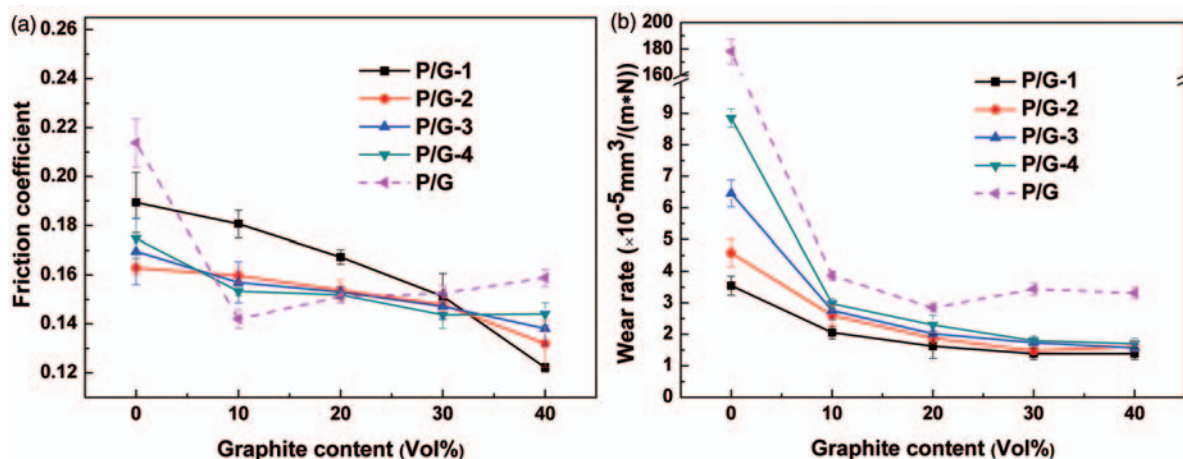 (a)
0.26
0.24
0.22
0.20
0.18
0.16
0.14
0.12
Friction coefficient
P/G-1
P/G-2
P/G-3
P/G-4
P/G
0 10 20 30 40
Graphite content (Vol%)
(b)
200
180
160
9
8
7
6
5
4
3
2
1
0
Wear rate (×10⁻⁵mm³/(m*N))
P/G-1
P/G-2
P/G-3
P/G-4
P/G
0 10 20 30 40
Graphite content (Vol%)